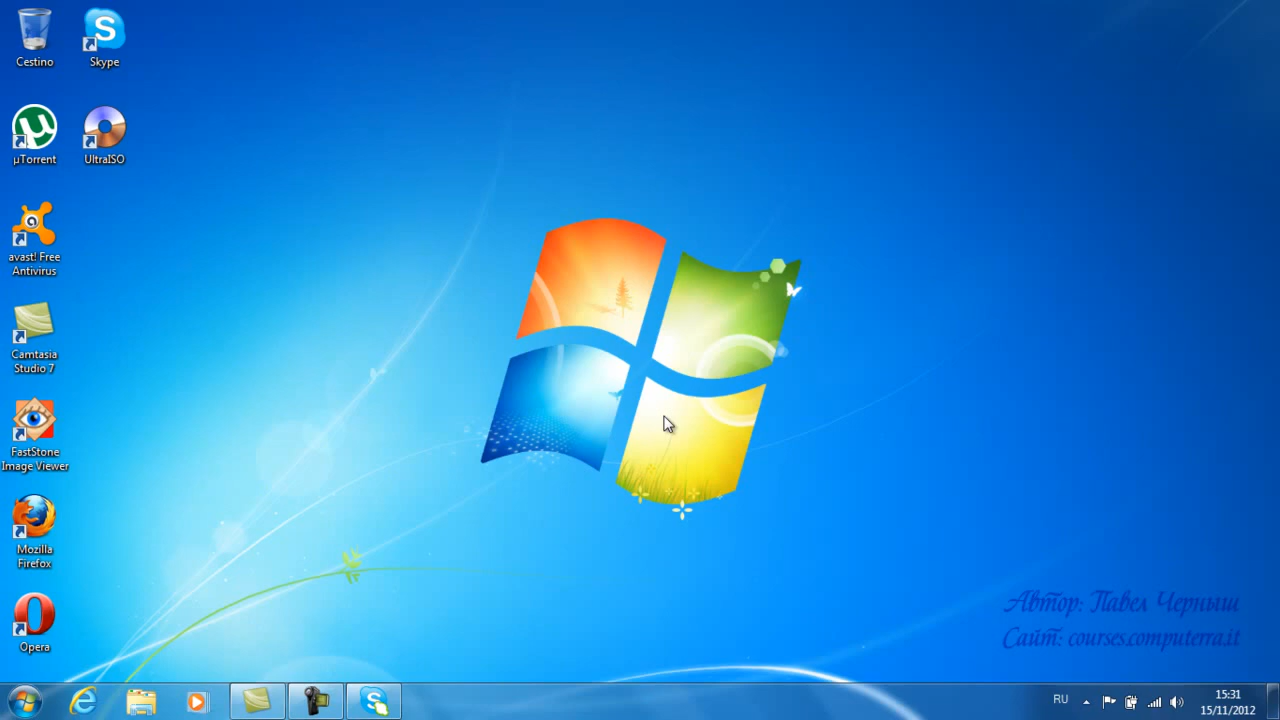 Cestino
Skype
µTorrent
UltraISO
avast! Free
Antivirus
Camtasia
Studio 7
FastStone
Image Viewer
Mozilla
Firefox
Opera
Автор: Павел Черныш
Сайт: courses.computerra.it
RU
15:31
15/11/2012